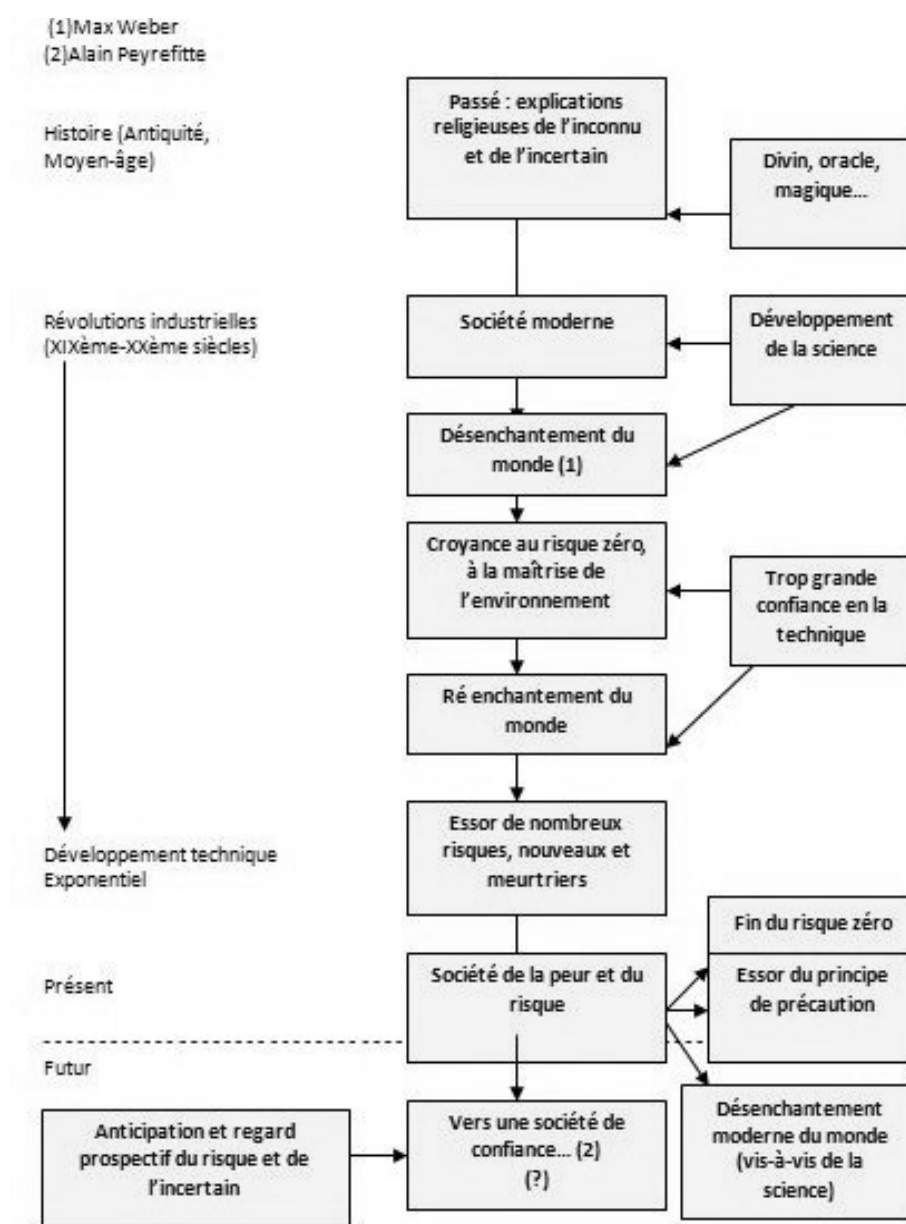 (1)Max Weber
(2)Alain Peyrefitte
Passé : explications
religieuses de l'inconnu
et de l'incertain
Histoire (Antiquité,
Moyen-âge)
Divin, oracle,
magique...
Révolutions industrielles
(XIXème-XXème siècles)
Société moderne
Développement
de la science
Désenchantement du
monde (1)
Croyance au risque zéro,
à la maîtrise de
l'environnement
Trop grande
confiance en la
technique
Ré enchantement du
monde
Essor de nombreux
risques, nouveaux et
meurtriers
Développement technique
Exponentiel
Fin du risque zéro
Présent
Société de la peur et du
risque
Essor du principe
de précaution
Futur
Anticipation et regard
prospectif du risque et de
l'incertain
Vers une société de
confiance... (2)
(?)
Désenchantement
moderne du monde
(vis-à-vis de la
science)